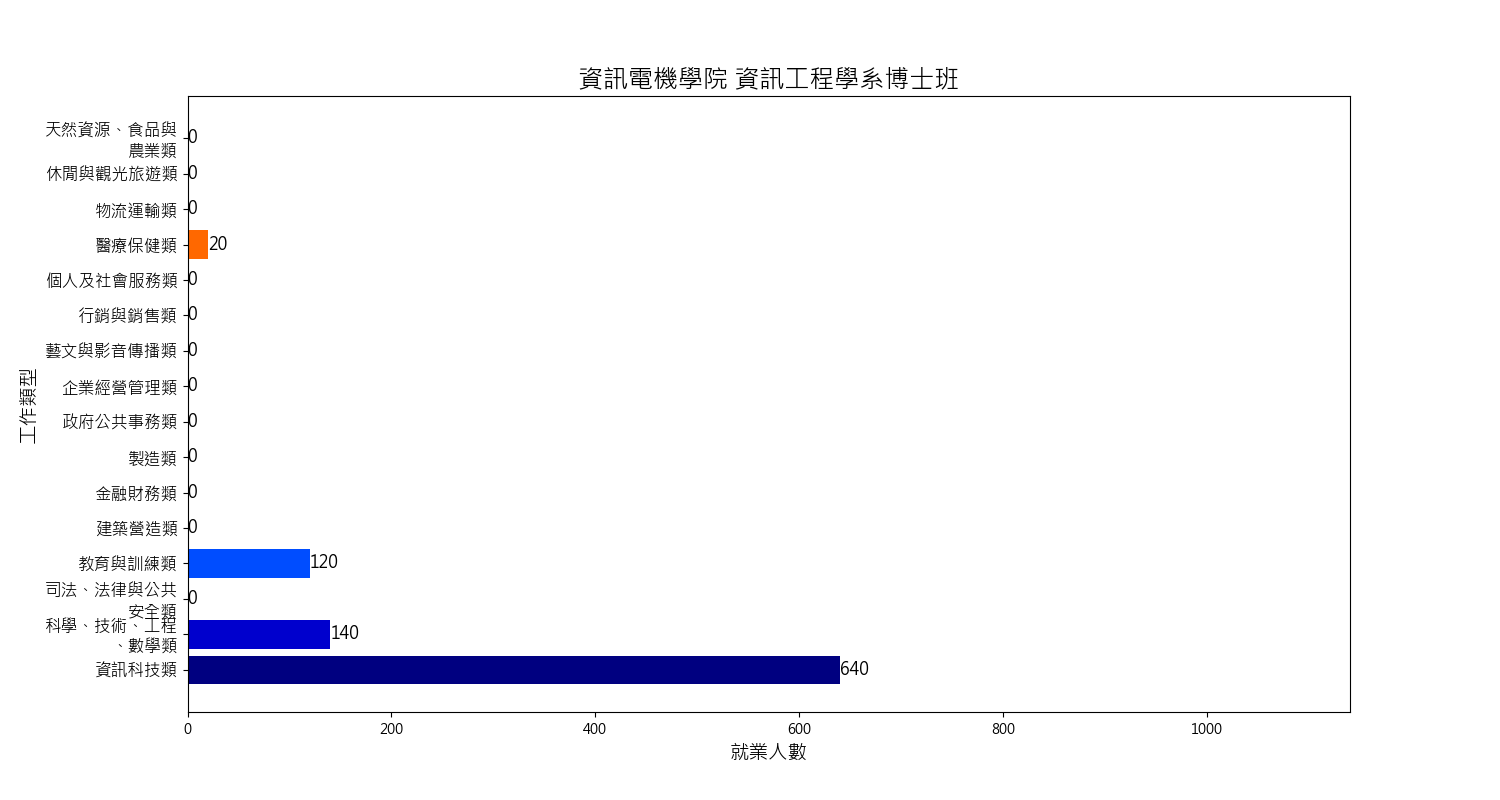 資訊電機學院 資訊工程學系博士班
工作類型
天然資源、食品與
農業類
0
休閒與觀光旅遊類
0
物流運輸類
0
醫療保健類
20
個人及社會服務類
0
行銷與銷售類
0
藝文與影音傳播類
0
企業經營管理類
0
政府公共事務類
0
製造類
0
金融財務類
0
建築營造類
0
教育與訓練類
120
司法、法律與公共
安全類
0
科學、技術、工程
、數學類
140
資訊科技類
640
0 200 400 600 800 1000
就業人數